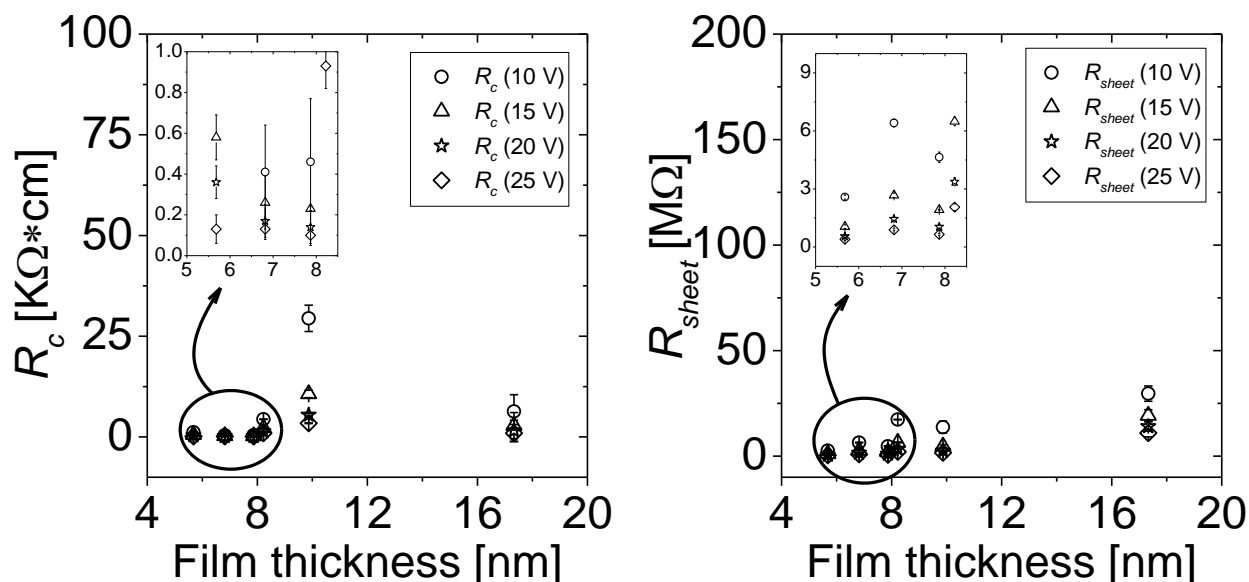 100
75
50
25
0
R_c [KΩ*cm]
4 8 12 16 20
Film thickness [nm]
1.0
0.8
0.6
0.4
0.2
0.0
5 6 7 8
R_c (10 V)
R_c (15 V)
R_c (20 V)
R_c (25 V)
200
150
100
50
0
R_sheet [MΩ]
4 8 12 16 20
Film thickness [nm]
9
6
3
0
5 6 7 8
R_sheet (10 V)
R_sheet (15 V)
R_sheet (20 V)
R_sheet (25 V)